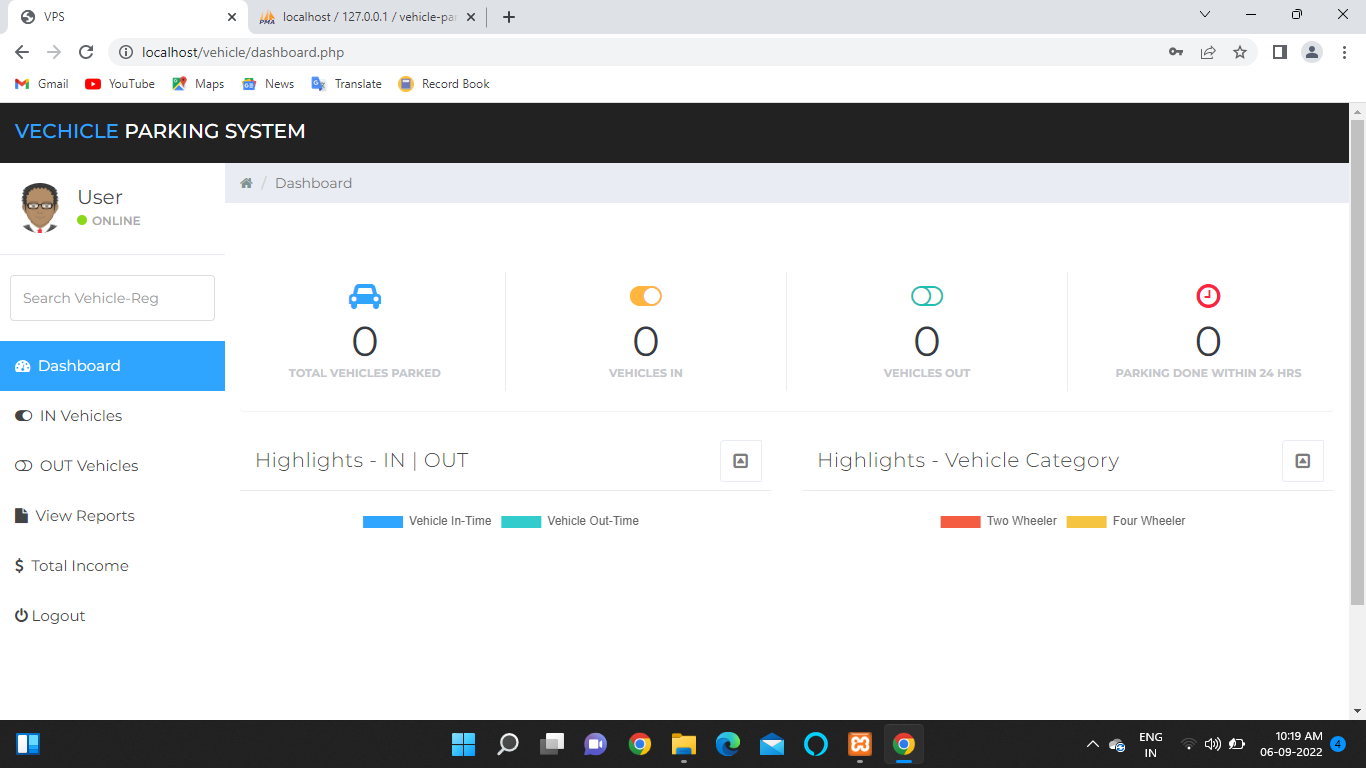 VPS
localhost / 127.0.0.1 / vehicle-par
localhost/vehicle/dashboard.php
Gmail YouTube Maps News Translate Record Book
VECHICLE PARKING SYSTEM
User
ONLINE
Search Vehicle-Reg
Dashboard
IN Vehicles
OUT Vehicles
View Reports
$ Total Income
Logout
/ Dashboard
0
TOTAL VEHICLES PARKED
0
VEHICLES IN
0
VEHICLES OUT
0
PARKING DONE WITHIN 24 HRS
Highlights - IN | OUT
Vehicle In-Time Vehicle Out-Time
Highlights - Vehicle Category
Two Wheeler Four Wheeler
ENG
IN
10:19 AM
06-09-2022
4